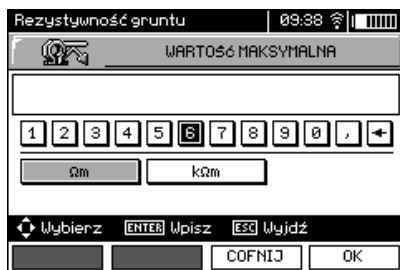 Rezystywność gruntu 09:38
WARTOŚĆ MAKSYMALNA
1 2 3 4 5 6 7 8 9 0 , ←
Ωm kΩm
Wybierz ENTER Wpisz ESC Wyjdź
COFNIJ OK